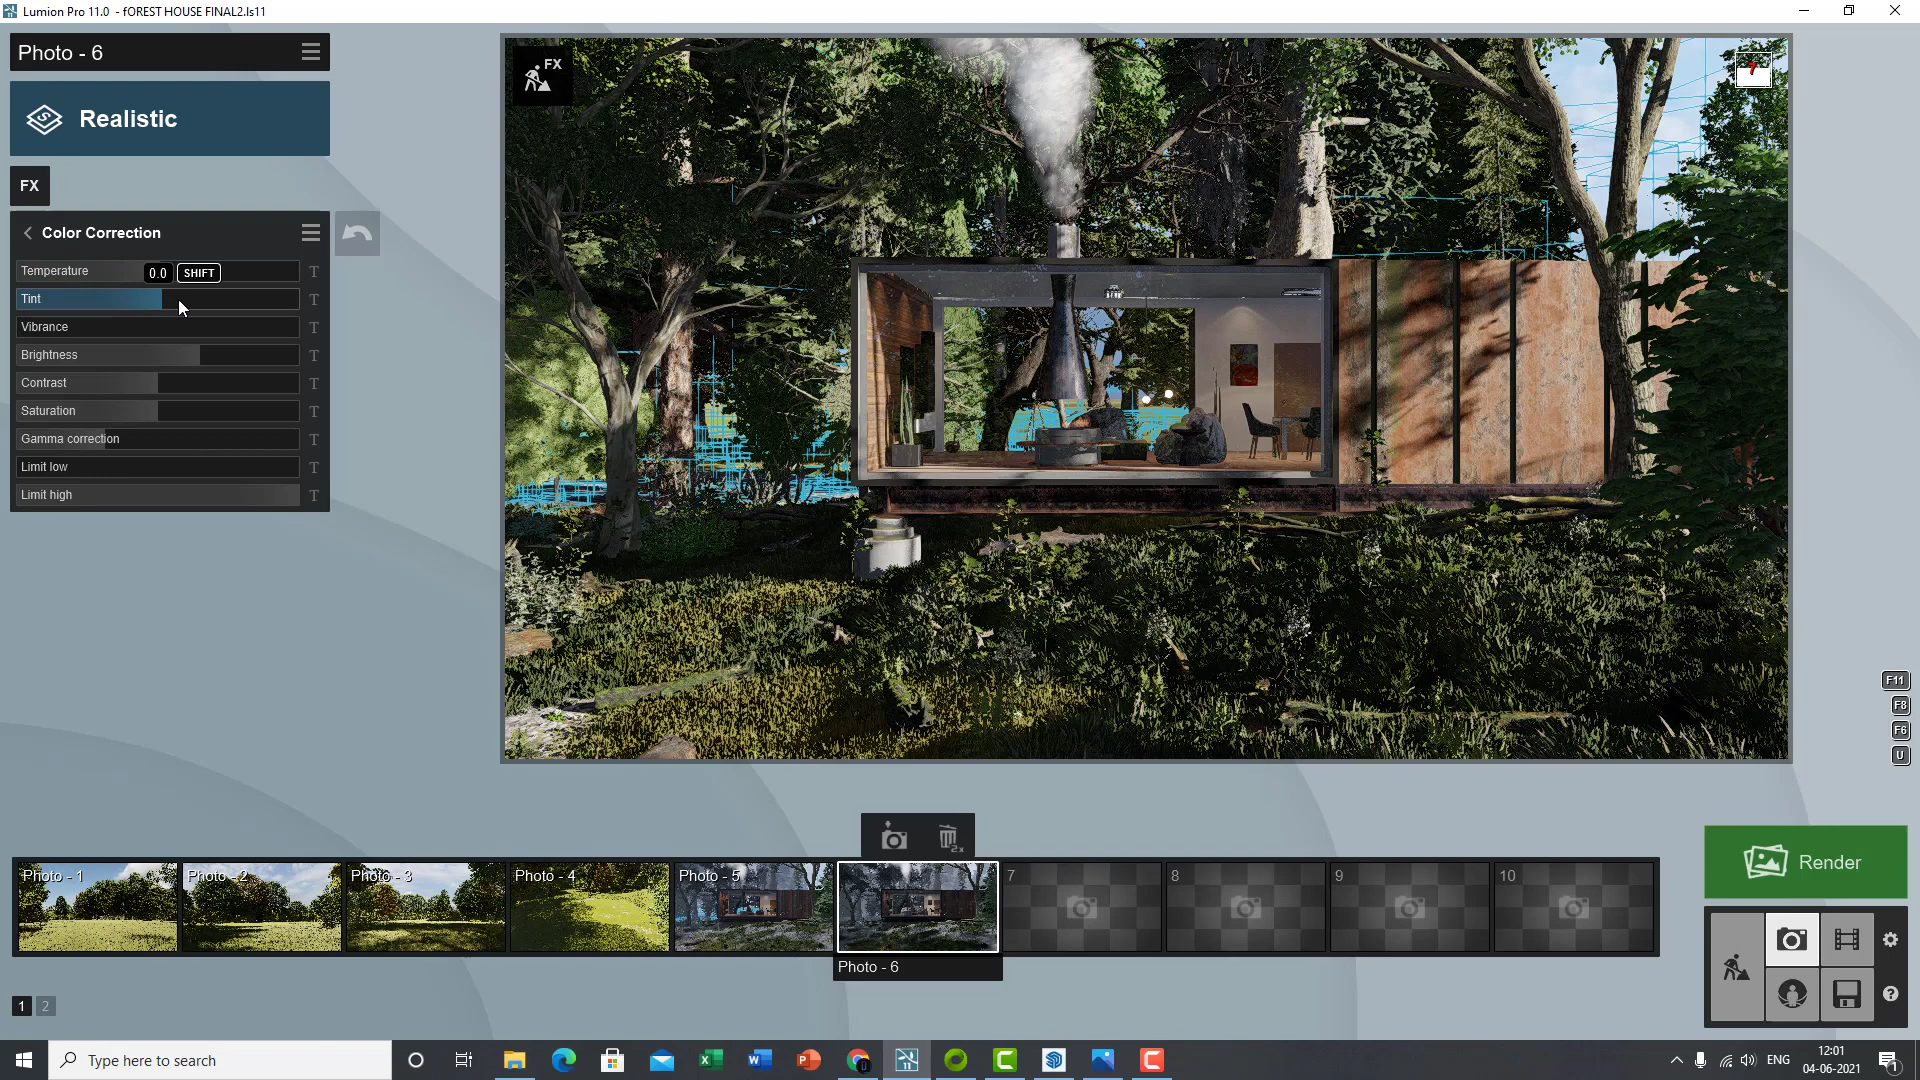 Lumion Pro 11.0 - fOREST HOUSE FINAL2.ls11
Photo - 6
Realistic
FX
Color Correction
Temperature 0.0 SHIFT T
Tint T
Vibrance T
Brightness T
Contrast T
Saturation T
Gamma correction T
Limit low T
Limit high T
FX
F11
F8
F6
U
Photo - 1
Photo - 2
Photo - 3
Photo - 4
Photo - 5
7
8
9
10
Photo - 6
Render
1 2
Type here to search
ENG
12:01
04-06-2021
1